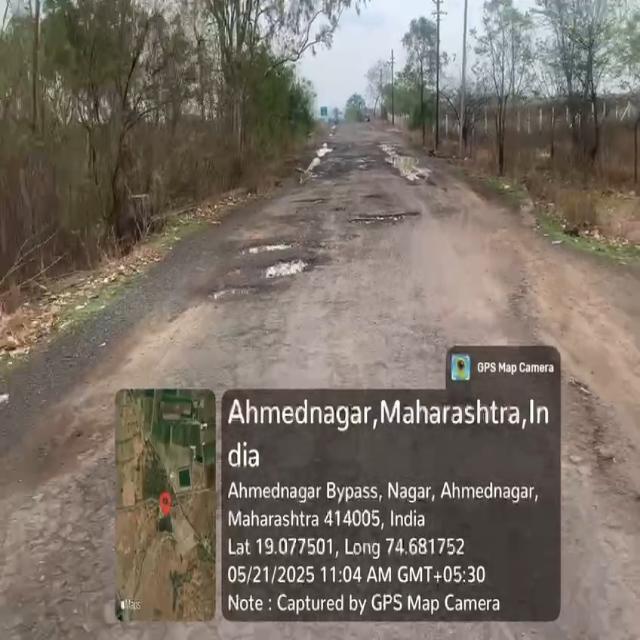 GPS Map Camera
Ahmednagar,Maharashtra,In
dia
Ahmednagar Bypass, Nagar, Ahmednagar,
Maharashtra 414005, India
Lat 19.077501, Long 74.681752
05/21/2025 11:04 AM GMT+05:30
Note : Captured by GPS Map Camera
Maps